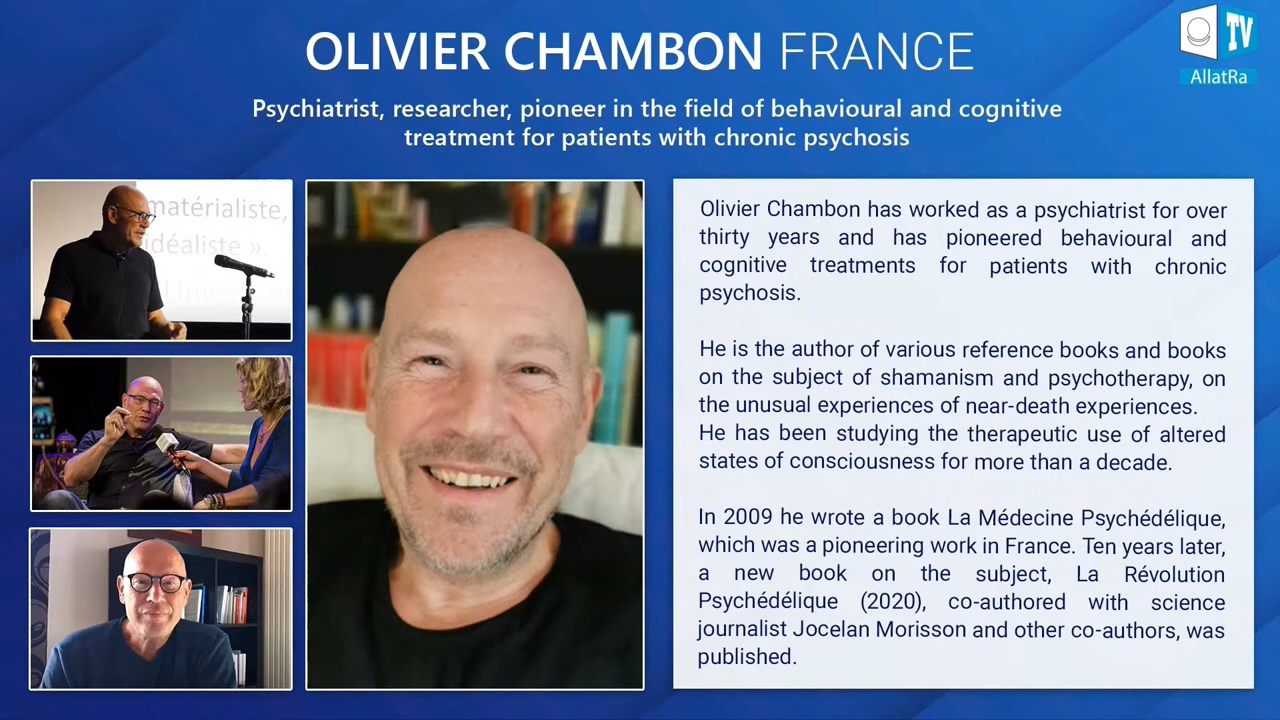 OLIVIER CHAMBON FRANCE
TV
AllatRa
Psychiatrist, researcher, pioneer in the field of behavioural and cognitive
treatment for patients with chronic psychosis
matérialiste,
idéaliste ».
Olivier Chambon has worked as a psychiatrist for over
thirty years and has pioneered behavioural and
cognitive treatments for patients with chronic
psychosis.
He is the author of various reference books and books
on the subject of shamanism and psychotherapy, on
the unusual experiences of near-death experiences.
He has been studying the therapeutic use of altered
states of consciousness for more than a decade.
In 2009 he wrote a book La Médecine Psychédélique,
which was a pioneering work in France. Ten years later,
a new book on the subject, La Révolution
Psychédélique (2020), co-authored with science
journalist Jocelan Morisson and other co-authors, was
published.